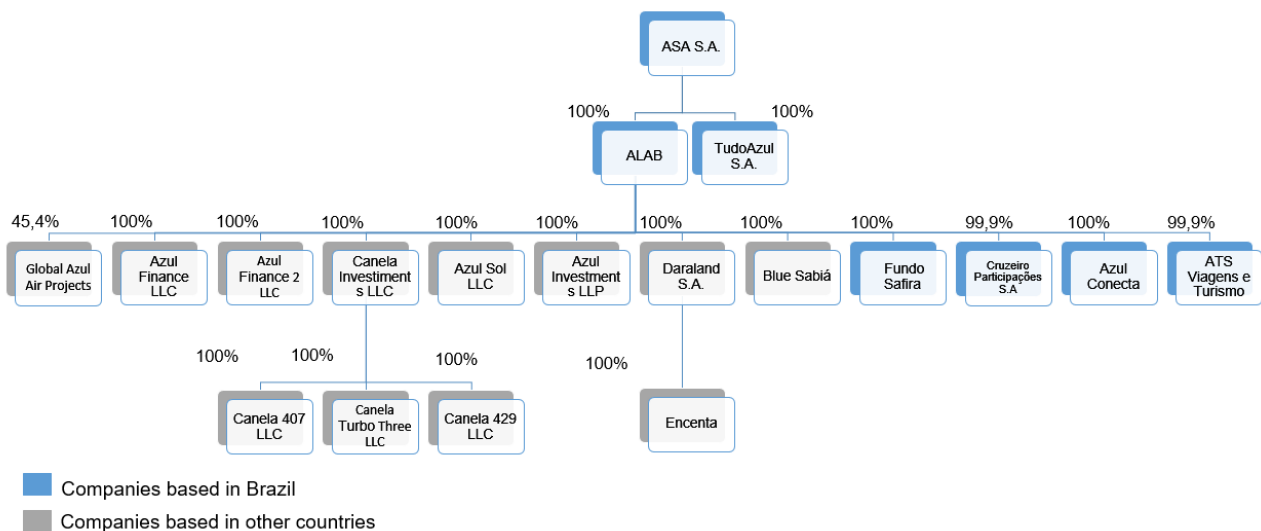 ASA S.A.
100%
100%
ALAB
TudoAzul
S.A.
45,4%
100%
100%
100%
100%
100%
100%
100%
100%
99,9%
100%
99,9%
Global Azul
Air Projects
Azul
Finance
LLC
Azul
Finance 2
LLC
Canela
Investiment
s LLC
Azul Sol
LLC
Azul
Investment
s LLP
Daraland
S.A.
Blue Sabiá
Fundo
Safira
Cruzeiro
Participações
S.A
Azul
Conecta
ATS
Viagens e
Turismo
100%
100%
100%
100%
Canela 407
LLC
Canela
Turbo Three
LLC
Canela 429
LLC
Encenta
Companies based in Brazil
Companies based in other countries